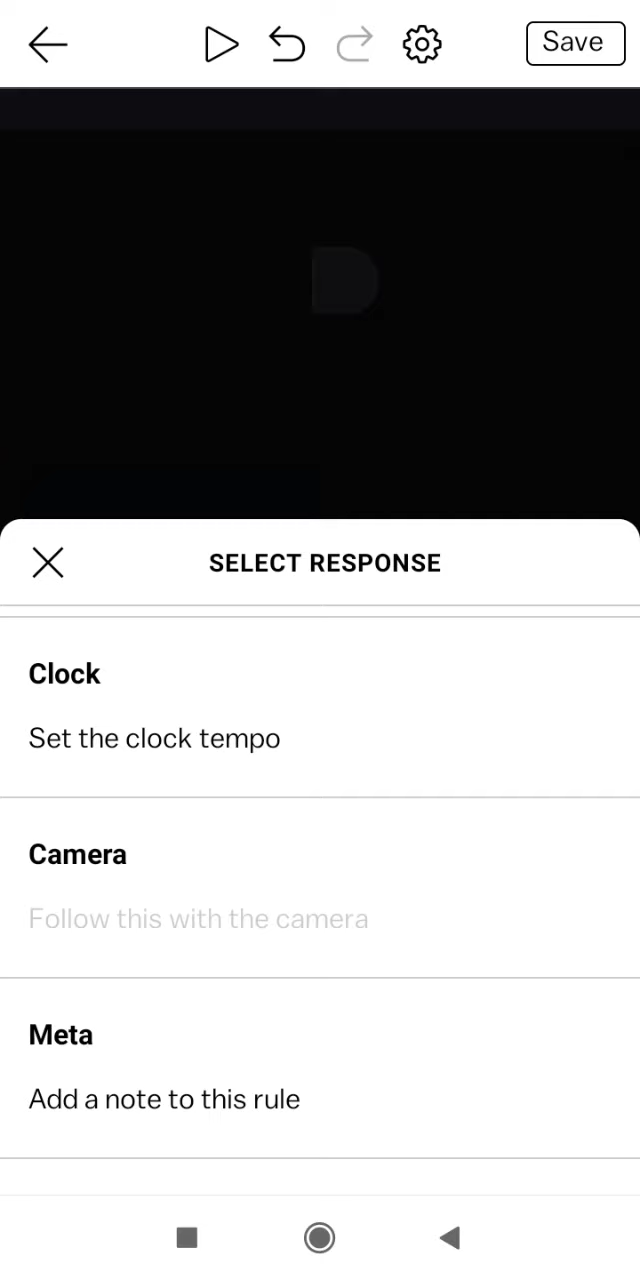 Save
SELECT RESPONSE
Clock
Set the clock tempo
Camera
Follow this with the camera
Meta
Add a note to this rule